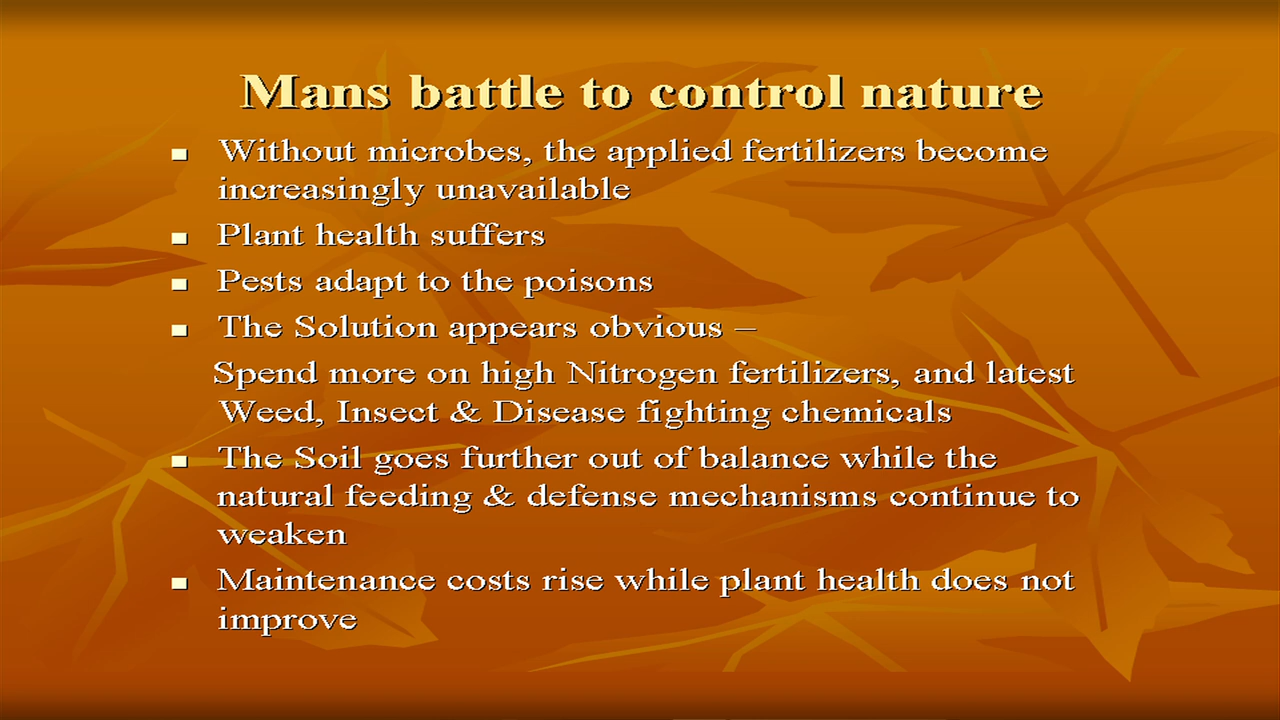 Mans battle to control nature
Without microbes, the applied fertilizers become
increasingly unavailable
Plant health suffers
Pests adapt to the poisons
The Solution appears obvious –
Spend more on high Nitrogen fertilizers, and latest
Weed, Insect & Disease fighting chemicals
The Soil goes further out of balance while the
natural feeding & defense mechanisms continue to
weaken
Maintenance costs rise while plant health does not
improve